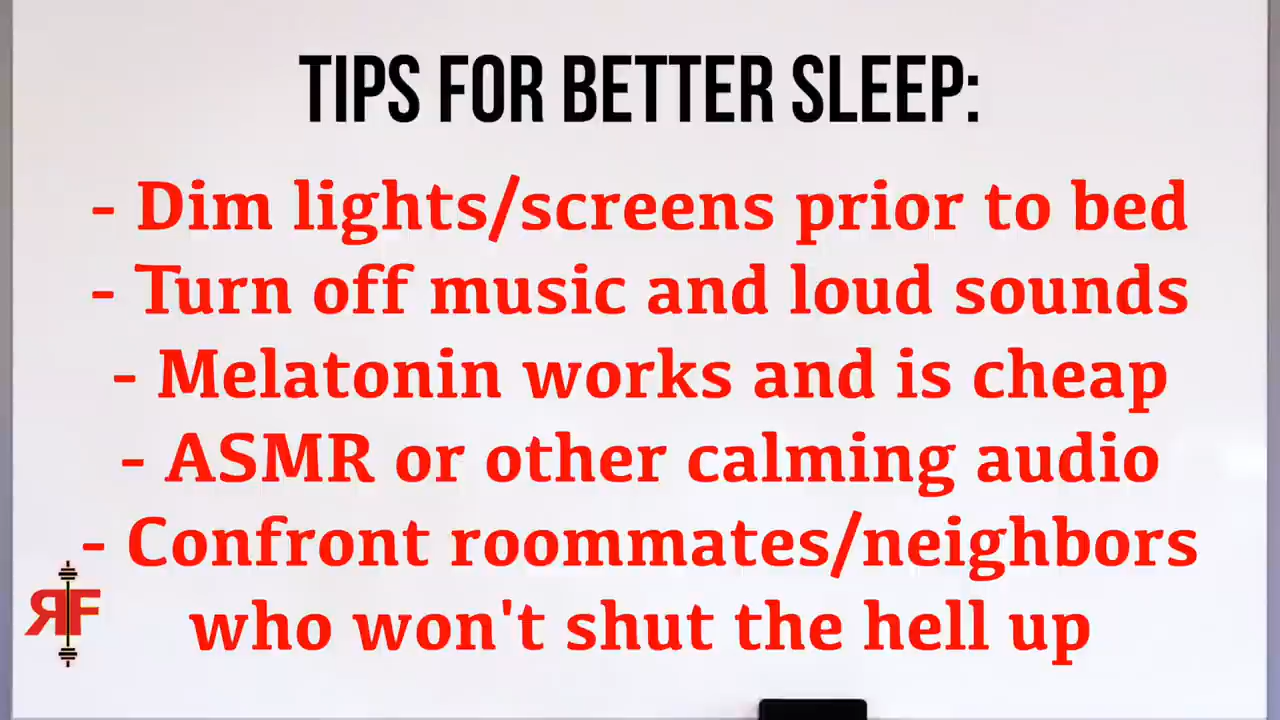 TIPS FOR BETTER SLEEP:
- Dim lights/screens prior to bed
- Turn off music and loud sounds
- Melatonin works and is cheap
- ASMR or other calming audio
- Confront roommates/neighbors
who won't shut the hell up
RF